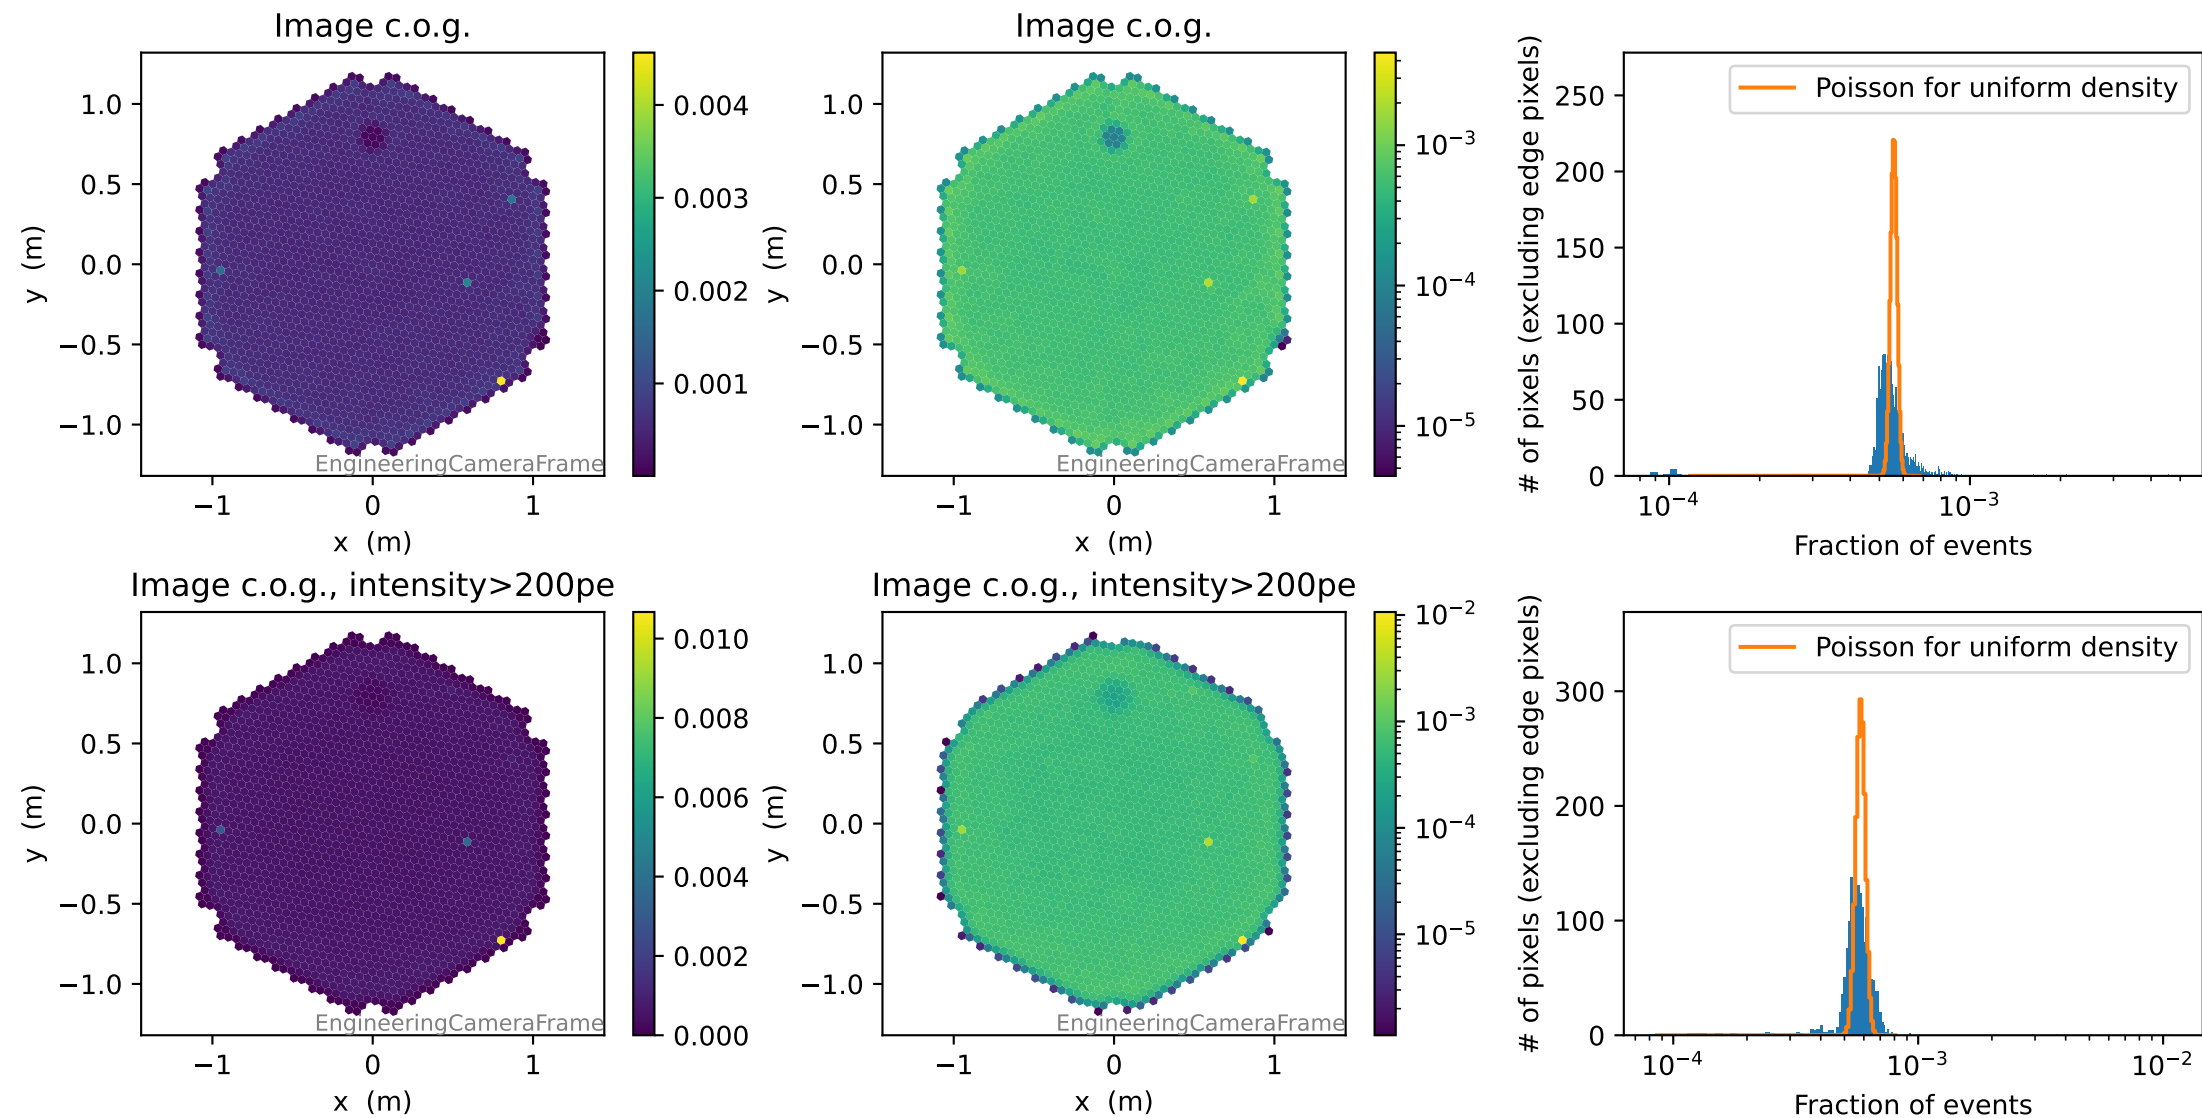 Image c.o.g.
1.0
0.5
0.0
−0.5
−1.0
y (m)
−1
0
1
x (m)
EngineeringCameraFrame
0.004
0.003
0.002
0.001
Image c.o.g.
1.0
0.5
0.0
−0.5
−1.0
y (m)
−1
0
1
x (m)
EngineeringCameraFrame
10−3
10−4
10−5
# of pixels (excluding edge pixels)
250
200
150
100
50
0
Poisson for uniform density
10−4
10−3
Fraction of events
Image c.o.g., intensity>200pe
1.0
0.5
0.0
−0.5
−1.0
y (m)
−1
0
1
x (m)
EngineeringCameraFrame
0.010
0.008
0.006
0.004
0.002
0.000
Image c.o.g., intensity>200pe
1.0
0.5
0.0
−0.5
−1.0
y (m)
−1
0
1
x (m)
EngineeringCameraFrame
10−2
10−3
10−4
10−5
# of pixels (excluding edge pixels)
300
200
100
0
Poisson for uniform density
10−4
10−3
10−2
Fraction of events